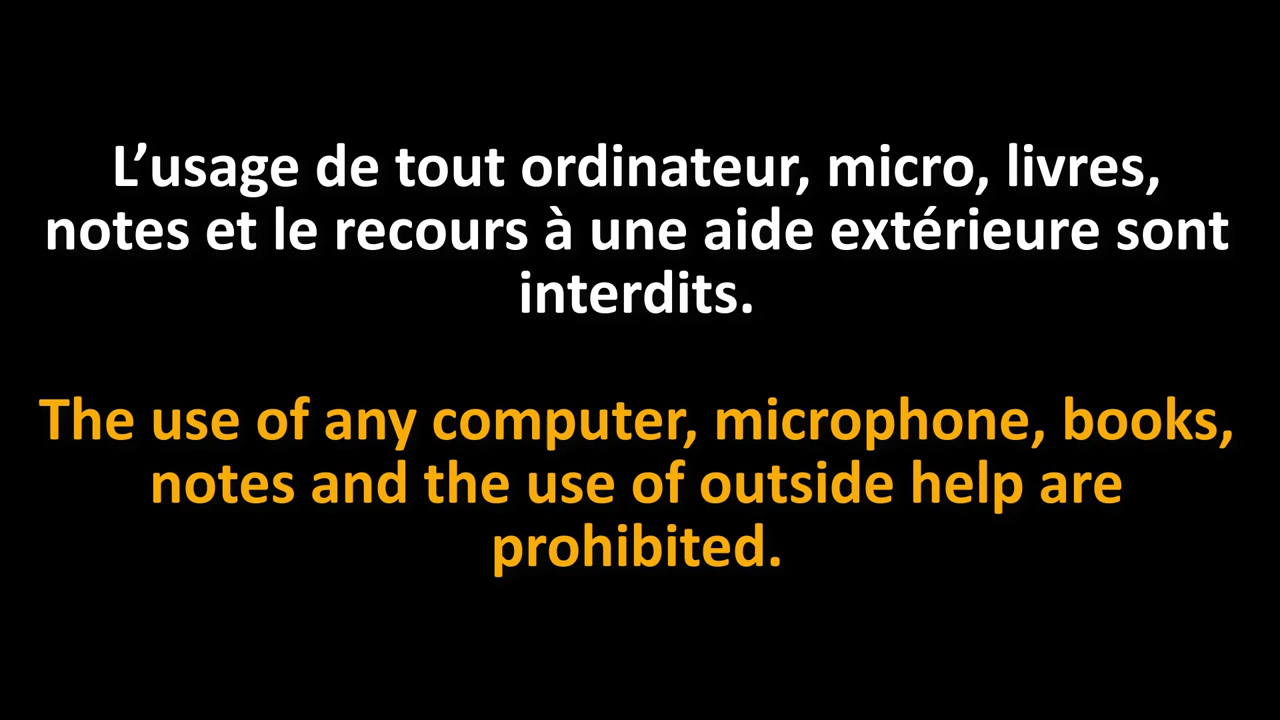 L’usage de tout ordinateur, micro, livres,
notes et le recours à une aide extérieure sont
interdits.
The use of any computer, microphone, books,
notes and the use of outside help are
prohibited.